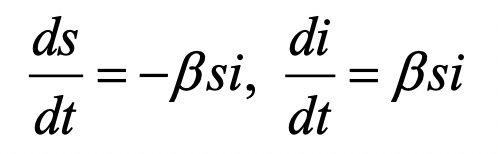 ds/dt = −βsi, di/dt = βsi